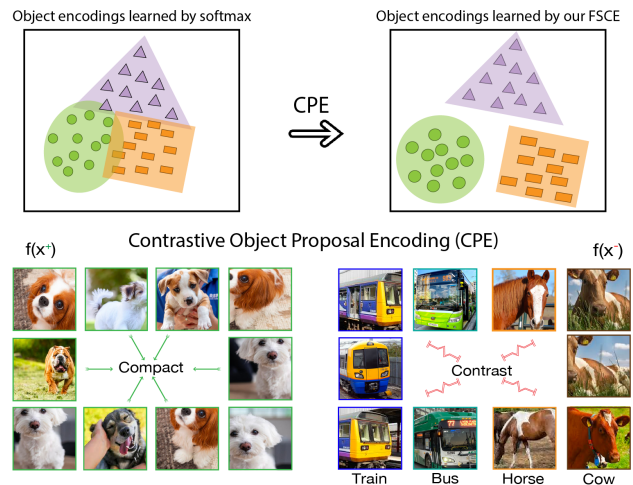 Object encodings learned by softmax
Object encodings learned by our FSCE
CPE
Contrastive Object Proposal Encoding (CPE)
f(x+)
f(x-)
Compact
Contrast
77
Train
Bus
Horse
Cow